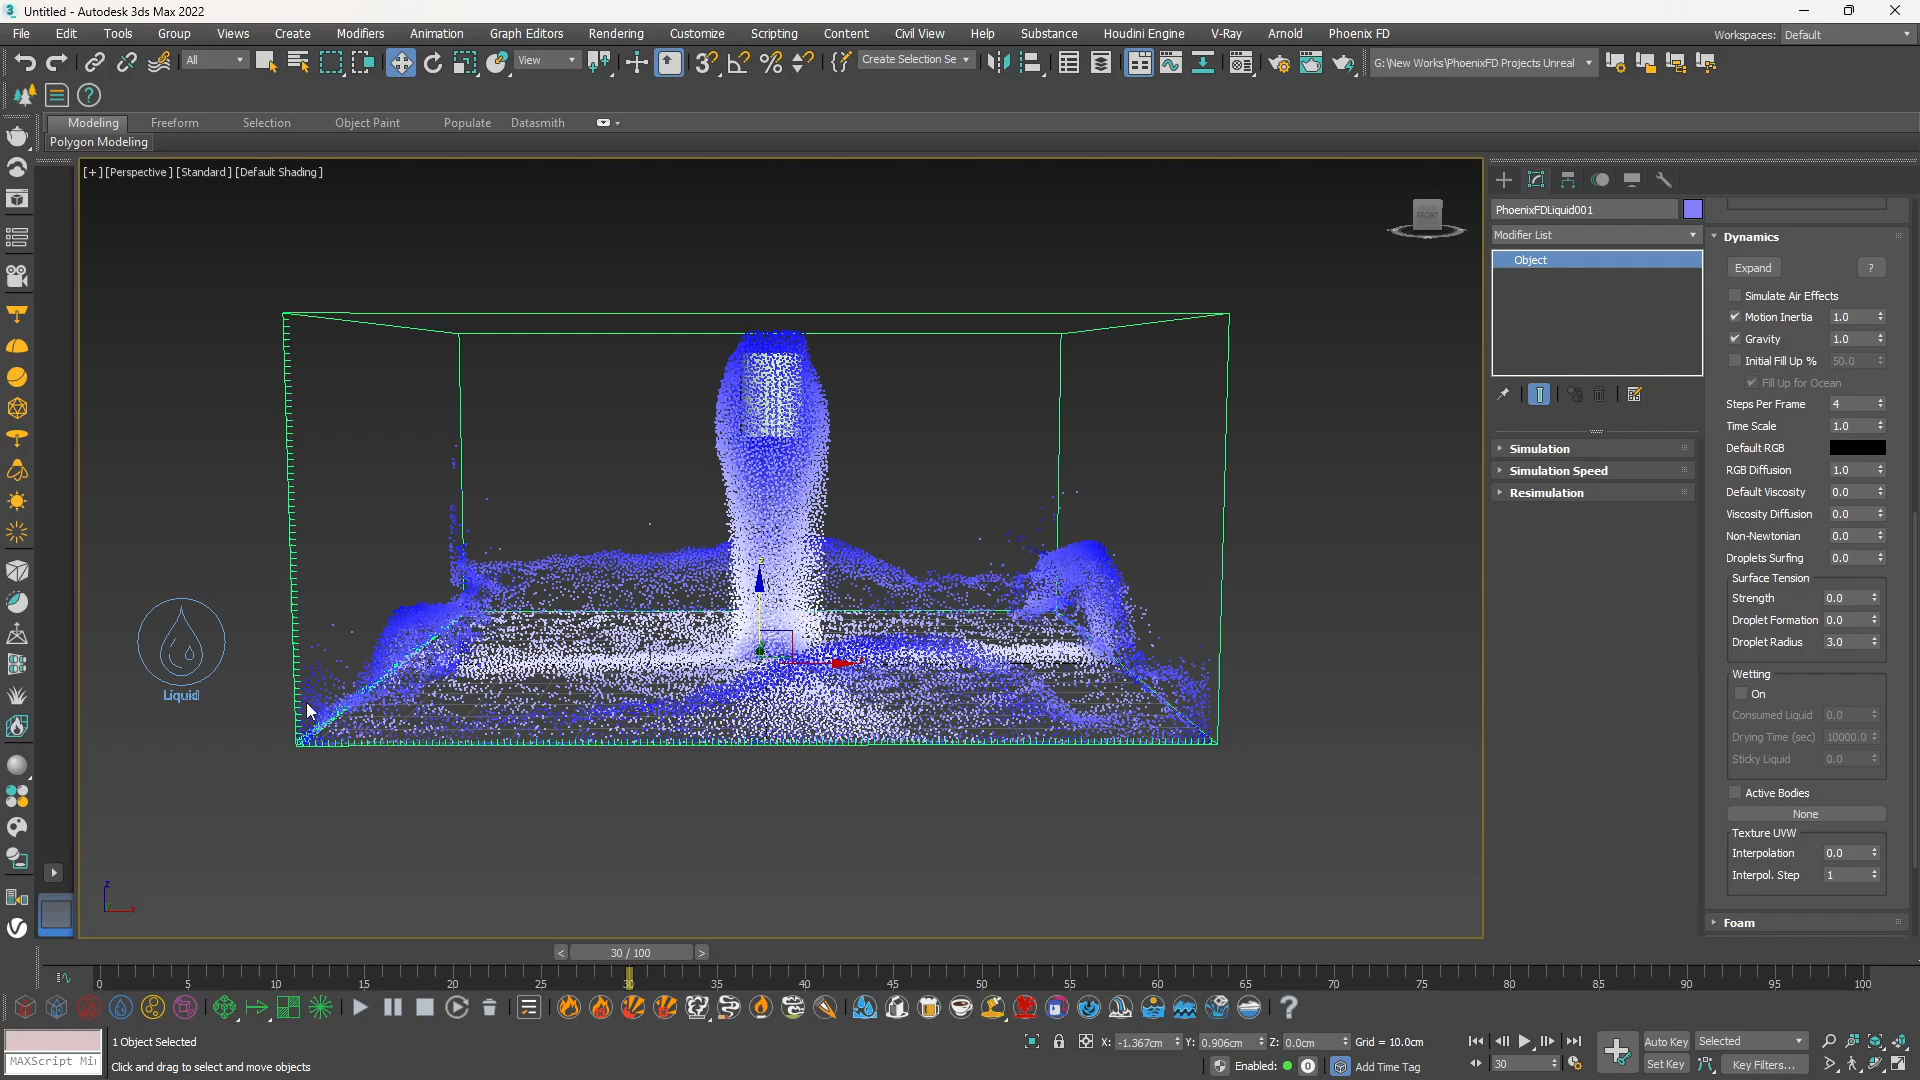 Untitled - Autodesk 3ds Max 2022
File Edit Tools Group Views Create Modifiers Animation Graph Editors Rendering Customize Scripting Content Civil View Help Substance Houdini Engine V-Ray Arnold Phoenix FD Workspaces: Default
All View Create Selection Se G:\New Works\PhoenixFD Projects Unreal
Modeling Freeform Selection Object Paint Populate Datasmith
Polygon Modeling
[+] [Perspective] [Standard] [Default Shading]
FRONT
PhoenixFDLiquid001
Modifier List
Object
Simulation
Simulation Speed
Resimulation
Dynamics
Expand ?
Simulate Air Effects
Motion Inertia 1.0
Gravity 1.0
Initial Fill Up % 50.0
Fill Up for Ocean
Steps Per Frame 4
Time Scale 1.0
Default RGB
RGB Diffusion 1.0
Default Viscosity 0.0
Viscosity Diffusion 0.0
Non-Newtonian 0.0
Droplets Surfing 0.0
Surface Tension
Strength 0.0
Droplet Formation 0.0
Droplet Radius 3.0
Wetting
On
Consumed Liquid 0.0
Drying Time (sec) 10000.0
Sticky Liquid 0.0
Active Bodies
None
Texture UVW
Interpolation 0.0
Interpol. Step 1
Foam
Liquid
z
x
z
x
< 30 / 100 >
0 5 10 15 20 25 30 35 40 45 50 55 60 65 70 75 80 85 90 95 100
1 Object Selected X: -1.367cm Y: 0.906cm Z: 0.0cm Grid = 10.0cm Auto Key Selected
MAXScript Mi Click and drag to select and move objects Enabled: 0 Add Time Tag 30 Set Key Key Filters...